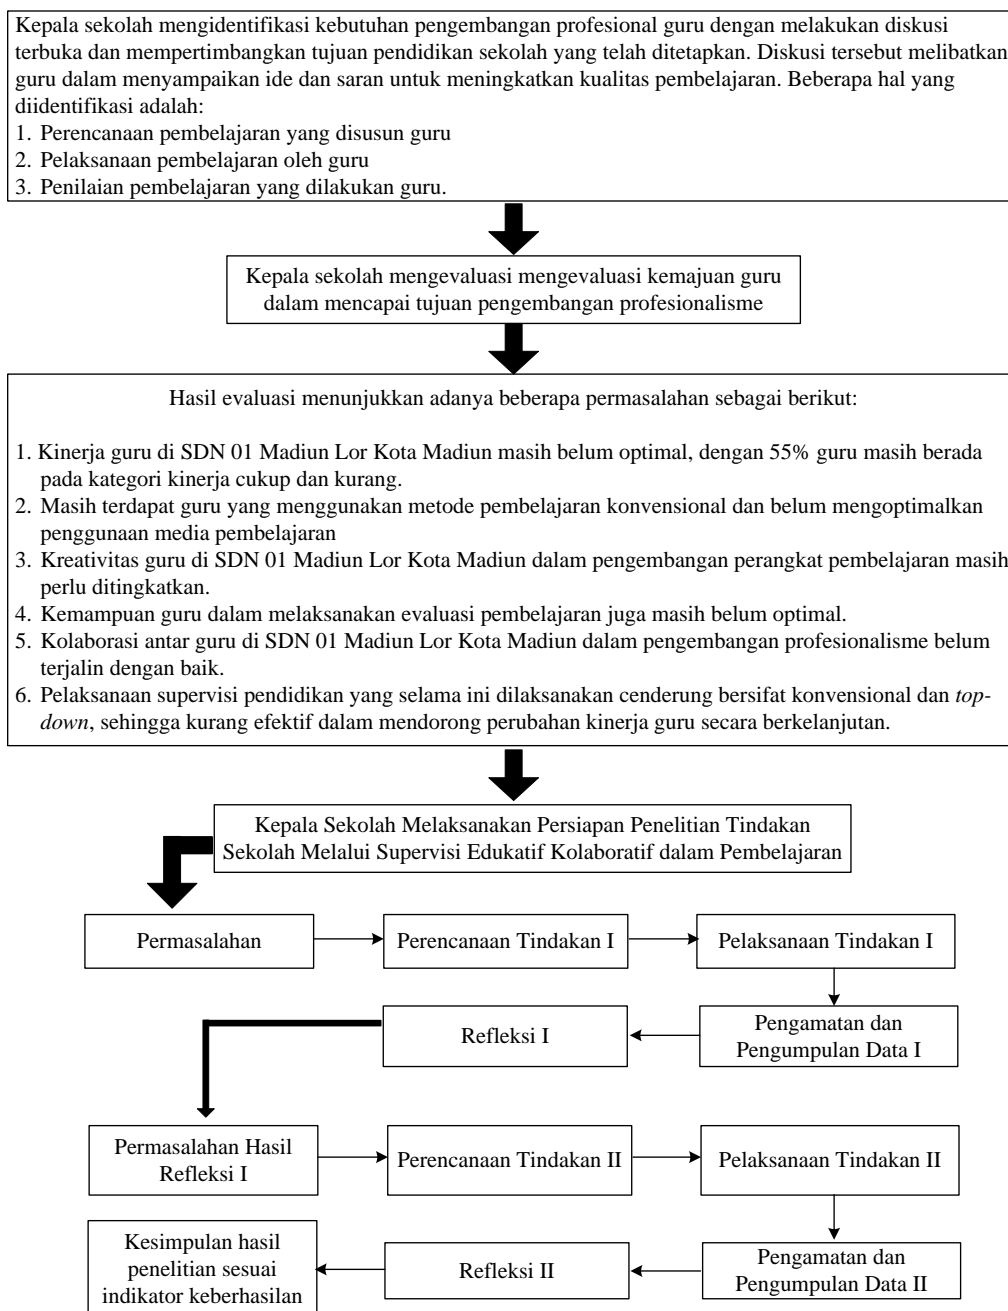 Kepala sekolah mengidentifikasi kebutuhan pengembangan profesional guru dengan melakukan diskusi
terbuka dan mempertimbangkan tujuan pendidikan sekolah yang telah ditetapkan. Diskusi tersebut melibatkan
guru dalam menyampaikan ide dan saran untuk meningkatkan kualitas pembelajaran. Beberapa hal yang
diidentifikasi adalah:
1. Perencanaan pembelajaran yang disusun guru
2. Pelaksanaan pembelajaran oleh guru
3. Penilaian pembelajaran yang dilakukan guru.
Kepala sekolah mengevaluasi mengevaluasi kemajuan guru
dalam mencapai tujuan pengembangan profesionalisme
Hasil evaluasi menunjukkan adanya beberapa permasalahan sebagai berikut:
1. Kinerja guru di SDN 01 Madiun Lor Kota Madiun masih belum optimal, dengan 55% guru masih berada
pada kategori kinerja cukup dan kurang.
2. Masih terdapat guru yang menggunakan metode pembelajaran konvensional dan belum mengoptimalkan
penggunaan media pembelajaran
3. Kreativitas guru di SDN 01 Madiun Lor Kota Madiun dalam pengembangan perangkat pembelajaran masih
perlu ditingkatkan.
4. Kemampuan guru dalam melaksanakan evaluasi pembelajaran juga masih belum optimal.
5. Kolaborasi antar guru di SDN 01 Madiun Lor Kota Madiun dalam pengembangan profesionalisme belum
terjalin dengan baik.
6. Pelaksanaan supervisi pendidikan yang selama ini dilaksanakan cenderung bersifat konvensional dan top-
down, sehingga kurang efektif dalam mendorong perubahan kinerja guru secara berkelanjutan.
Kepala Sekolah Melaksanakan Persiapan Penelitian Tindakan
Sekolah Melalui Supervisi Edukatif Kolaboratif dalam Pembelajaran
Permasalahan
Perencanaan Tindakan I
Pelaksanaan Tindakan I
Pengamatan dan
Pengumpulan Data I
Refleksi I
Permasalahan Hasil
Refleksi I
Perencanaan Tindakan II
Pelaksanaan Tindakan II
Pengamatan dan
Pengumpulan Data II
Refleksi II
Kesimpulan hasil
penelitian sesuai
indikator keberhasilan